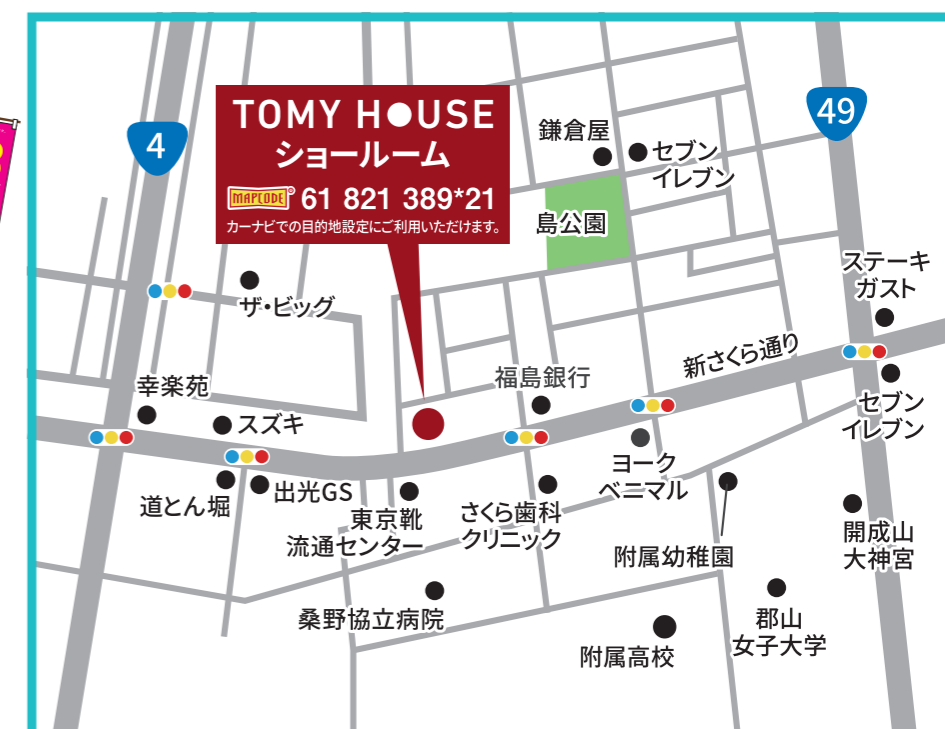 4
49
TOMY HOUSE
ショールーム
MAPCODE® 61 821 389*21
カーナビでの目的地設定にご利用いただけます。
鎌倉屋
セブン
イレブン
島公園
ステーキ
ガスト
ザ・ビッグ
新さくら通り
幸楽苑
福島銀行
スズキ
セブン
イレブン
道とん堀
出光GS
ヨーク
ベニマル
東京靴
流通センター
さくら歯科
クリニック
附属幼稚園
開成山
大神宮
桑野協立病院
郡山
女子大学
附属高校